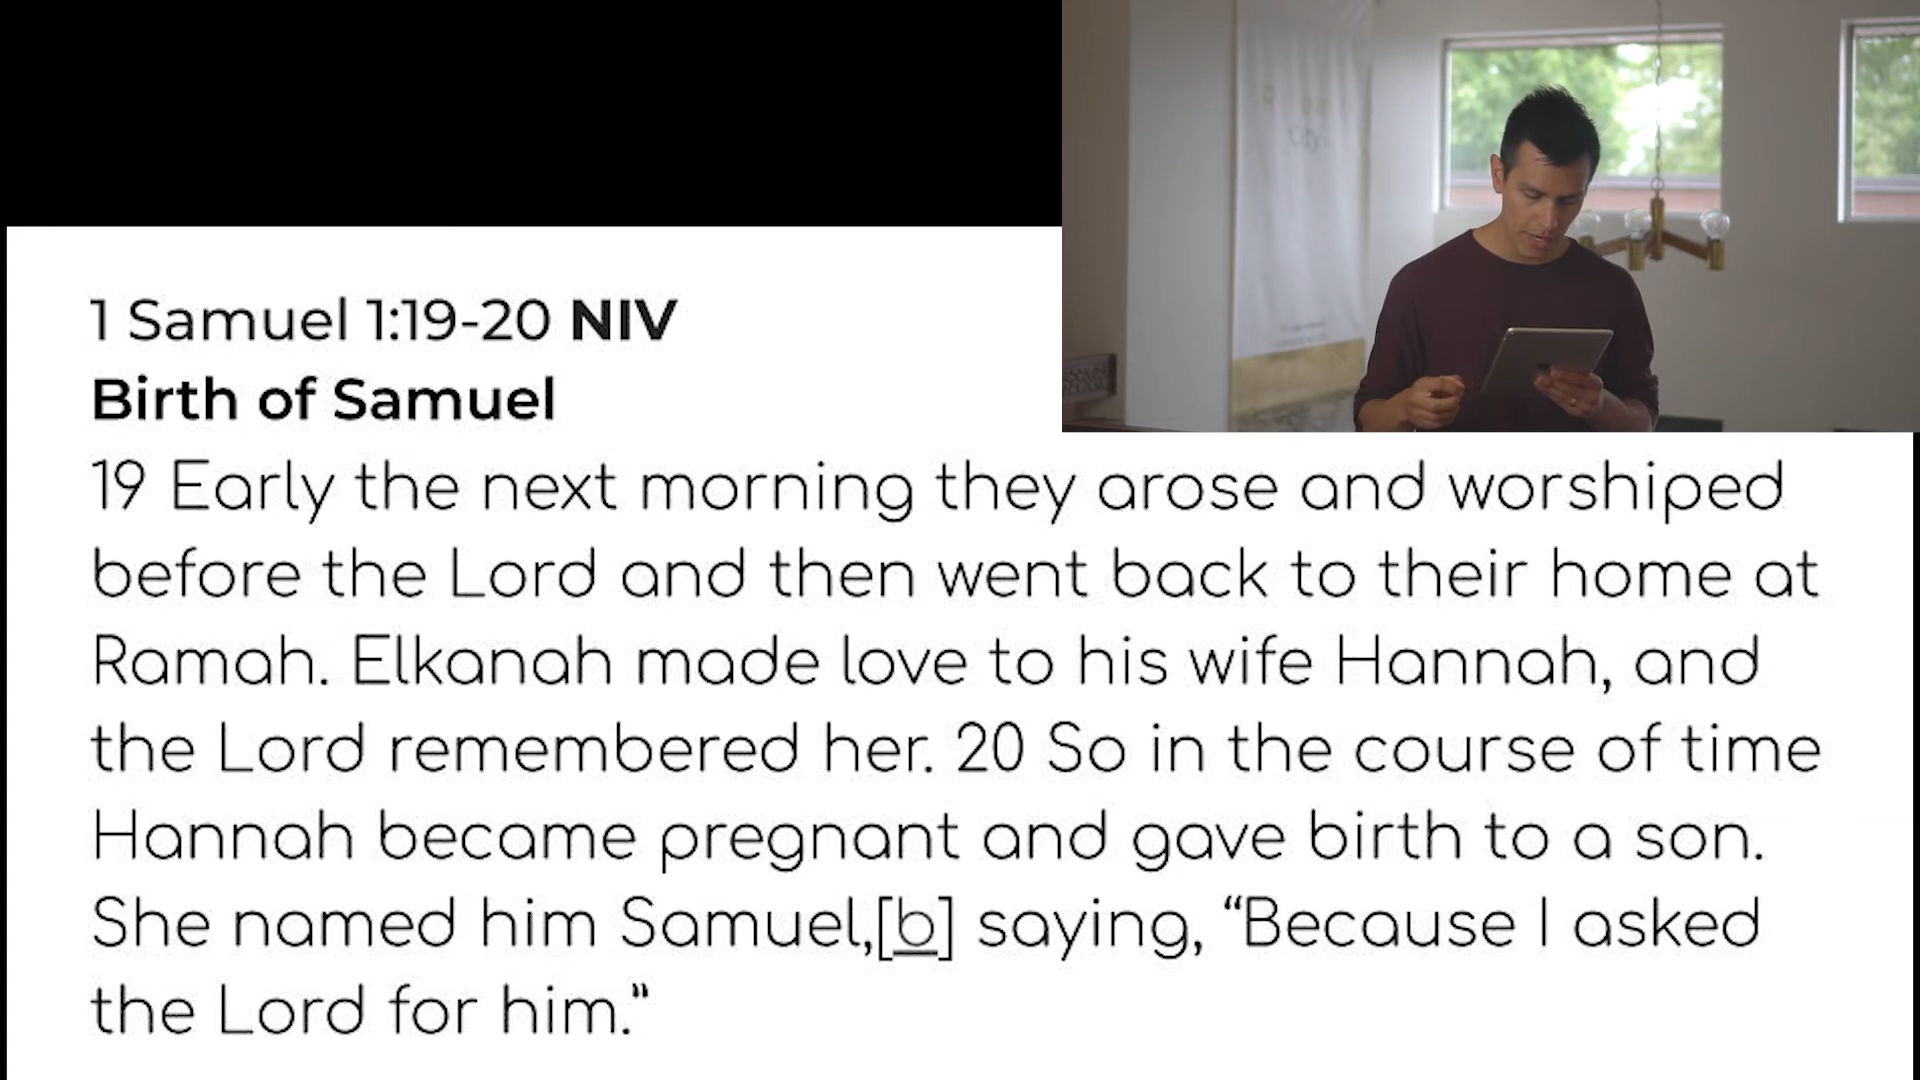 1 Samuel 1:19-20 NIV
Birth of Samuel
19 Early the next morning they arose and worshiped
before the Lord and then went back to their home at
Ramah. Elkanah made love to his wife Hannah, and
the Lord remembered her. 20 So in the course of time
Hannah became pregnant and gave birth to a son.
She named him Samuel,[b] saying, “Because I asked
the Lord for him.”
city